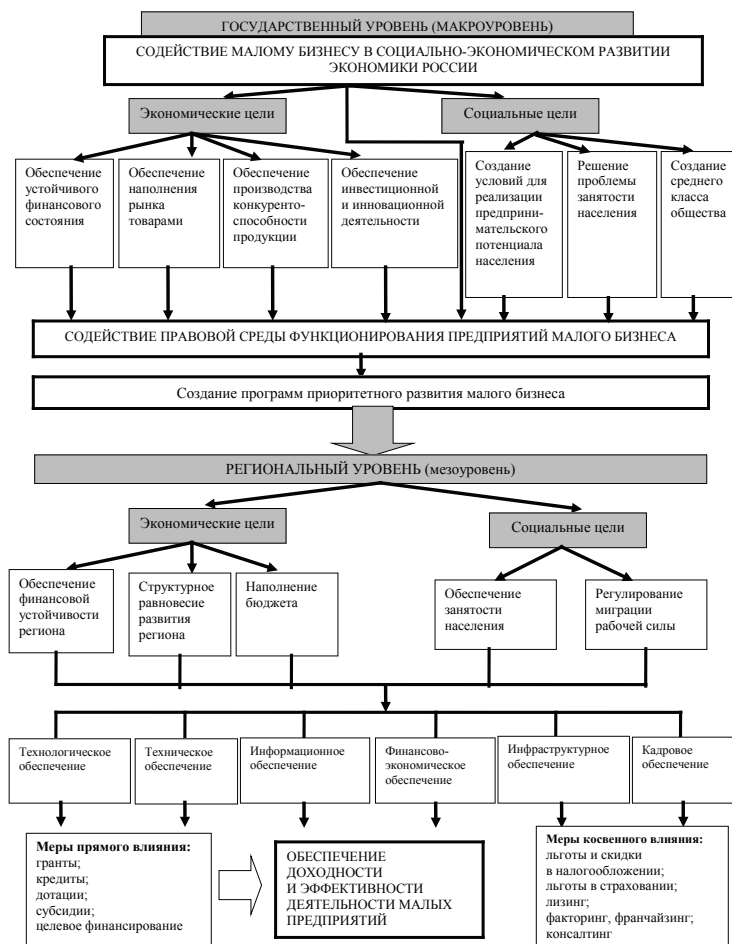 ГОСУДАРСТВЕННЫЙ УРОВЕНЬ (МАКРОУРОВЕНЬ)
СОДЕЙСТВИЕ МАЛОМУ БИЗНЕСУ В СОЦИАЛЬНО-ЭКОНОМИЧЕСКОМ РАЗВИТИИ
ЭКОНОМИКИ РОССИИ
Экономические цели
Социальные цели
Обеспечение
устойчивого
финансового
состояния
Обеспечение
наполнения
рынка
товарами
Обеспечение
производства
конкуренто-
способности
продукции
Обеспечение
инвестиционной
и инновационной
деятельности
Создание
условий для
реализации
предприни-
мательского
потенциала
населения
Решение
проблемы
занятости
населения
Создание
среднего
класса
общества
СОДЕЙСТВИЕ ПРАВОВОЙ СРЕДЫ ФУНКЦИОНИРОВАНИЯ ПРЕДПРИЯТИЙ МАЛОГО БИЗНЕСА
Создание программ приоритетного развития малого бизнеса
РЕГИОНАЛЬНЫЙ УРОВЕНЬ (мезоуровень)
Экономические цели
Социальные цели
Обеспечение
финансовой
устойчивости
региона
Структурное
равновесие
развития
региона
Наполнение
бюджета
Обеспечение
занятости
населения
Регулирование
миграции
рабочей силы
Технологическое
обеспечение
Техническое
обеспечение
Информационное
обеспечение
Финансово-
экономическое
обеспечение
Инфраструктурное
обеспечение
Кадровое
обеспечение
Меры прямого влияния:
гранты;
кредиты;
дотации;
субсидии;
целевое финансирование
ОБЕСПЕЧЕНИЕ
ДОХОДНОСТИ
И ЭФФЕКТИВНОСТИ
ДЕЯТЕЛЬНОСТИ МАЛЫХ
ПРЕДПРИЯТИЙ
Меры косвенного влияния:
льготы и скидки
в налогообложении;
льготы в страховании;
лизинг;
факторинг, франчайзинг;
консалтинг